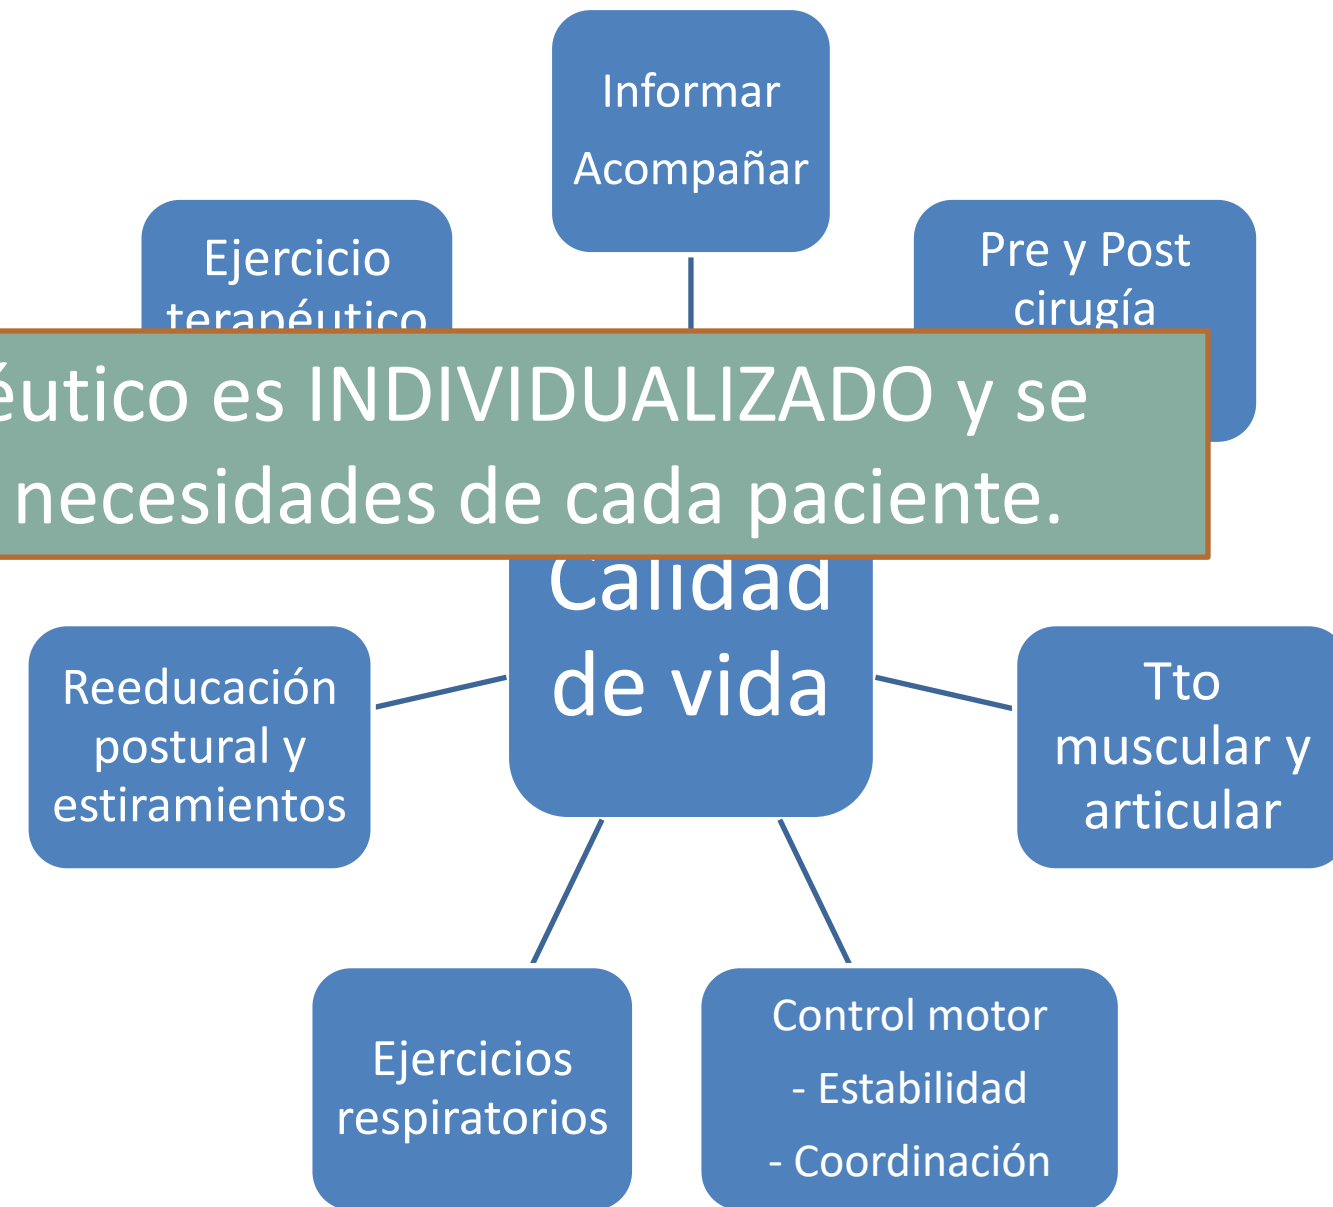 Informar
Acompañar
Ejercicio
terapéutico
Pre y Post
cirugía
éutico es INDIVIDUALIZADO y se
necesidades de cada paciente.
Calidad
de vida
Reeducación
postural y
estiramientos
Tto
muscular y
articular
Ejercicios
respiratorios
Control motor
- Estabilidad
- Coordinación